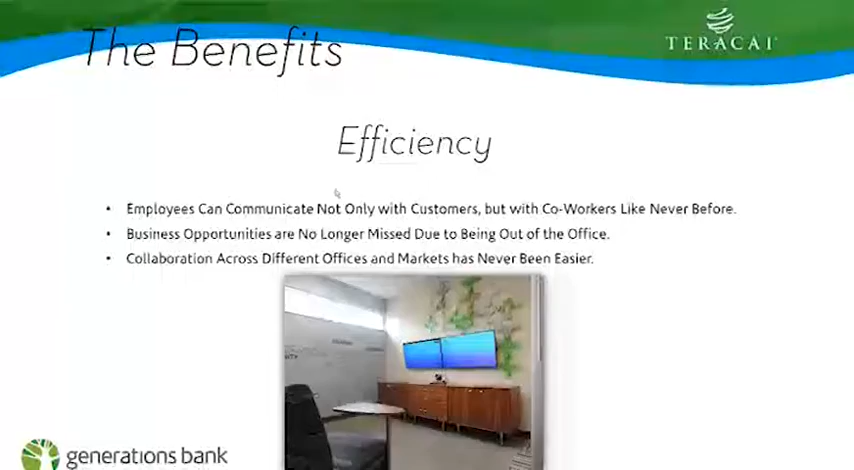 The Benefits
TERACAI
Efficiency
• Employees Can Communicate Not Only with Customers, but with Co-Workers Like Never Before.
• Business Opportunities are No Longer Missed Due to Being Out of the Office.
• Collaboration Across Different Offices and Markets has Never Been Easier.
generations bank